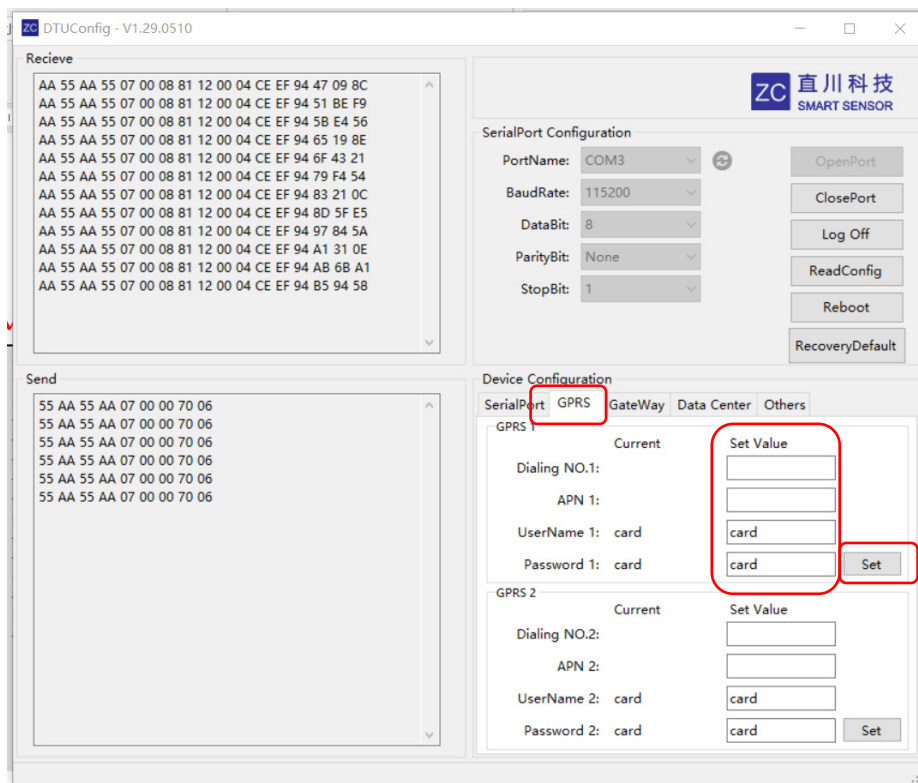 ZC DTUConfig - V1.29.0510
Recieve
AA 55 AA 55 07 00 08 81 12 00 04 CE EF 94 47 09 8C
AA 55 AA 55 07 00 08 81 12 00 04 CE EF 94 51 BE F9
AA 55 AA 55 07 00 08 81 12 00 04 CE EF 94 5B E4 56
AA 55 AA 55 07 00 08 81 12 00 04 CE EF 94 65 19 8E
AA 55 AA 55 07 00 08 81 12 00 04 CE EF 94 6F 43 21
AA 55 AA 55 07 00 08 81 12 00 04 CE EF 94 79 F4 54
AA 55 AA 55 07 00 08 81 12 00 04 CE EF 94 83 21 0C
AA 55 AA 55 07 00 08 81 12 00 04 CE EF 94 8D 5F E5
AA 55 AA 55 07 00 08 81 12 00 04 CE EF 94 97 84 5A
AA 55 AA 55 07 00 08 81 12 00 04 CE EF 94 A1 31 0E
AA 55 AA 55 07 00 08 81 12 00 04 CE EF 94 AB 6B A1
AA 55 AA 55 07 00 08 81 12 00 04 CE EF 94 B5 94 58
ZC 直川科技
SMART SENSOR
SerialPort Configuration
PortName: COM3 OpenPort
BaudRate: 115200 ClosePort
DataBit: 8 Log Off
ParityBit: None ReadConfig
StopBit: 1 Reboot
RecoveryDefault
Send
55 AA 55 AA 07 00 00 70 06
55 AA 55 AA 07 00 00 70 06
55 AA 55 AA 07 00 00 70 06
55 AA 55 AA 07 00 00 70 06
55 AA 55 AA 07 00 00 70 06
55 AA 55 AA 07 00 00 70 06
Device Configuration
SerialPort GPRS GateWay Data Center Others
GPRS 1
Current Set Value
Dialing NO.1:
APN 1:
UserName 1: card card
Password 1: card card Set
GPRS 2
Current Set Value
Dialing NO.2:
APN 2:
UserName 2: card card
Password 2: card card Set